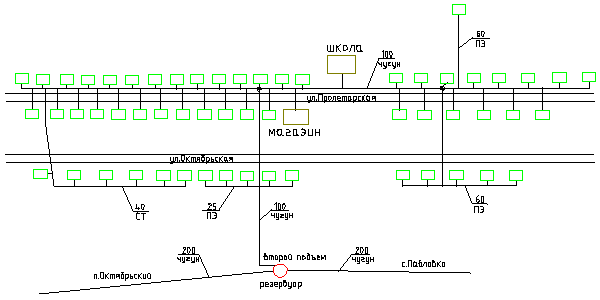 60
ПЭ
ШКОЛА
100
чугун
ул.Пролетарская
МАГАЗИН
ул.Октябрьская
40
СТ
25
ПЭ
100
чугун
60
ПЭ
200
чугун
второй подъем
200
чугун
с.Павловка
п.Октябрьский
резервуар